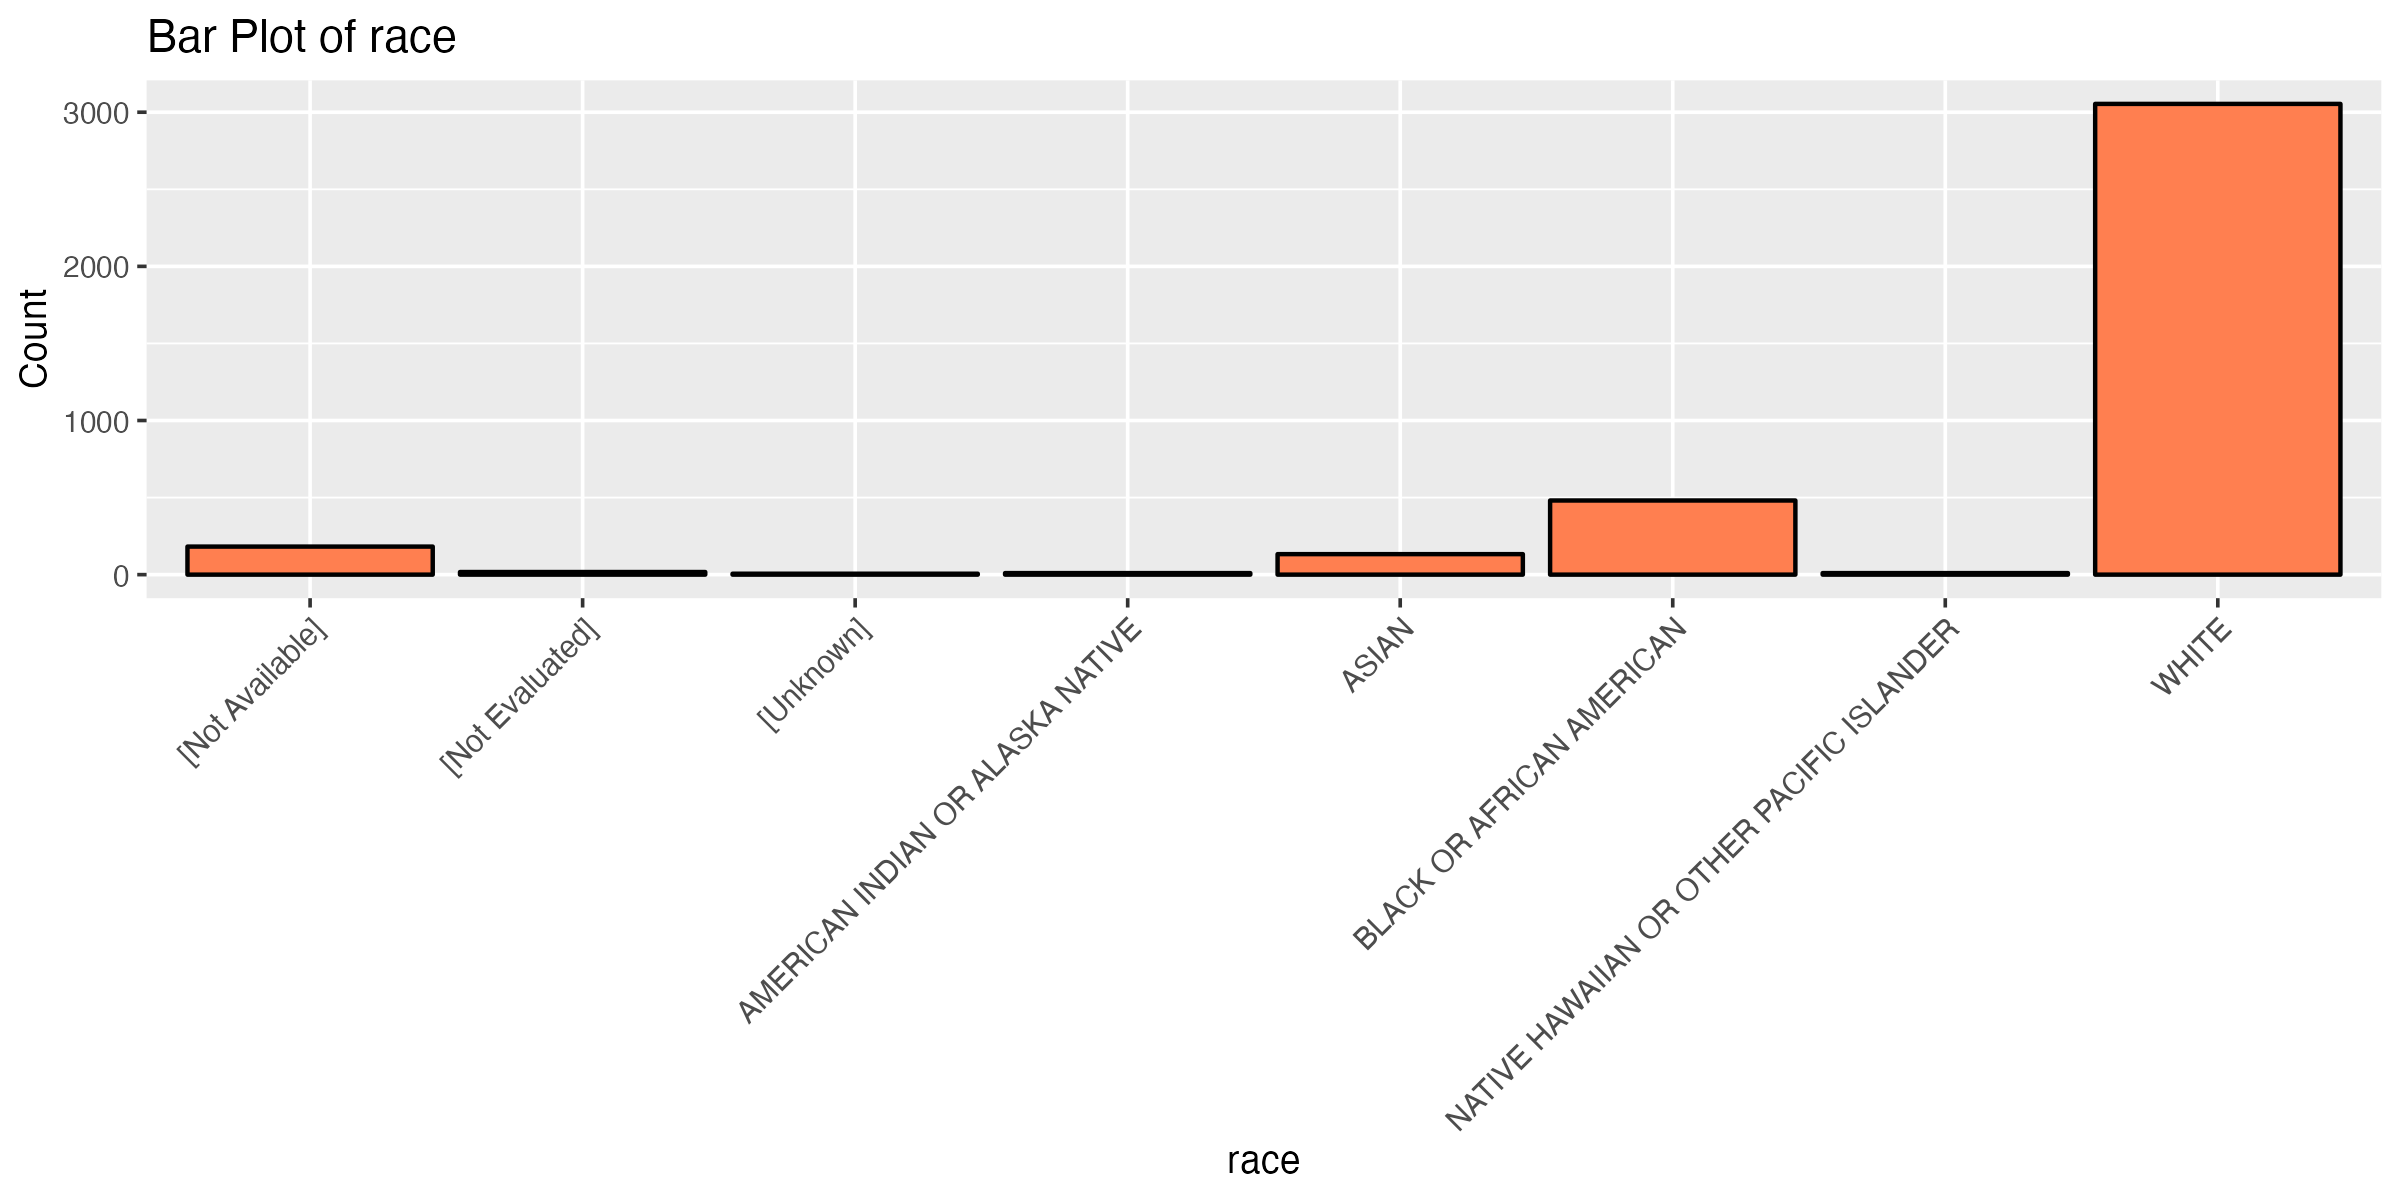 Bar Plot of race
Count
3000
2000
1000
0
[Not Available]
[Not Evaluated]
[Unknown]
AMERICAN INDIAN OR ALASKA NATIVE
ASIAN
BLACK OR AFRICAN AMERICAN
NATIVE HAWAIIAN OR OTHER PACIFIC ISLANDER
WHITE
race